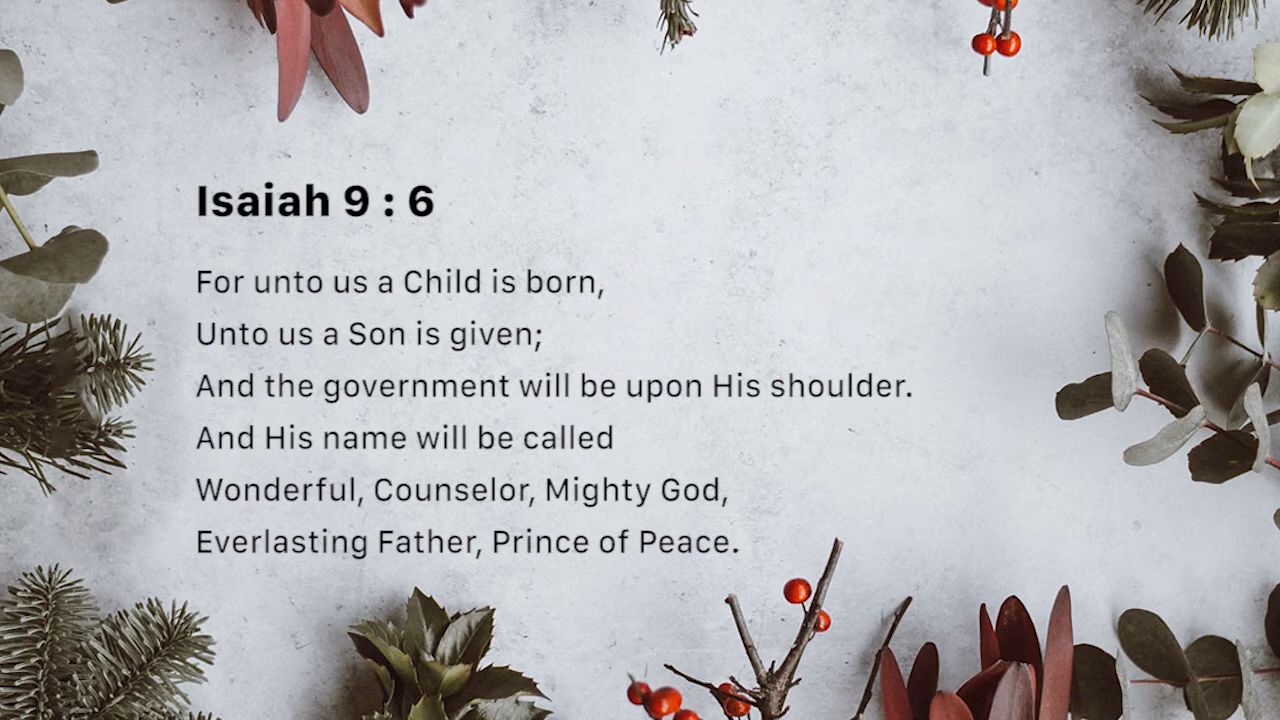 Isaiah 9 : 6
For unto us a Child is born,
Unto us a Son is given;
And the government will be upon His shoulder.
And His name will be called
Wonderful, Counselor, Mighty God,
Everlasting Father, Prince of Peace.